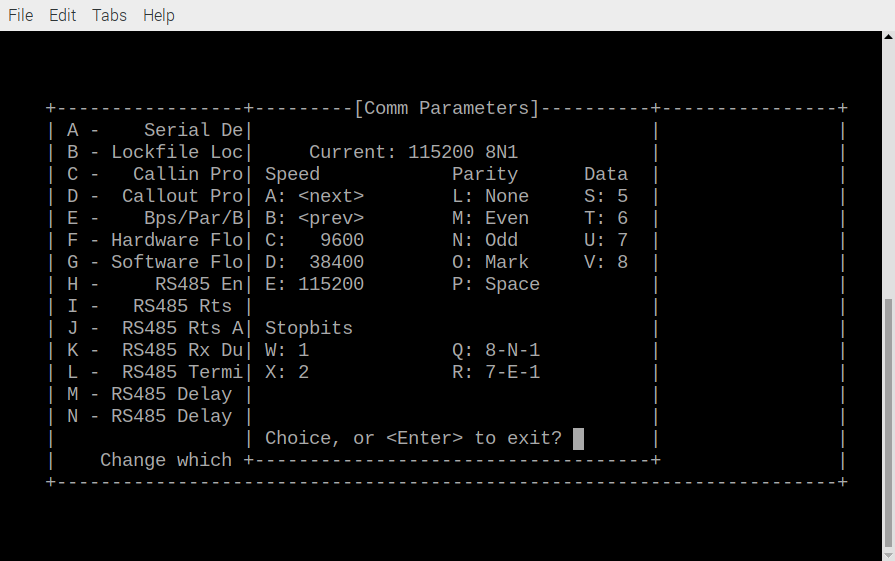 File Edit Tabs Help
+-----------------+---------[Comm Parameters]----------+----------------+
| A -    Serial De|                                    |                |
| B - Lockfile Loc|     Current: 115200 8N1            |                |
| C -   Callin Pro| Speed            Parity      Data  |                |
| D -  Callout Pro| A: <next>        L: None     S: 5  |                |
| E -    Bps/Par/B| B: <prev>        M: Even     T: 6  |                |
| F - Hardware Flo| C:   9600        N: Odd      U: 7  |                |
| G - Software Flo| D:  38400        O: Mark     V: 8  |                |
| H -     RS485 En| E: 115200        P: Space          |                |
| I -   RS485 Rts |                                    |                |
| J -  RS485 Rts A| Stopbits                           |                |
| K -  RS485 Rx Du| W: 1             Q: 8-N-1          |                |
| L -  RS485 Termi| X: 2             R: 7-E-1          |                |
| M - RS485 Delay |                                    |                |
| N - RS485 Delay |                                    |                |
|                 | Choice, or <Enter> to exit?        |                |
|    Change which +------------------------------------+                |
+-----------------------------------------------------------------------+